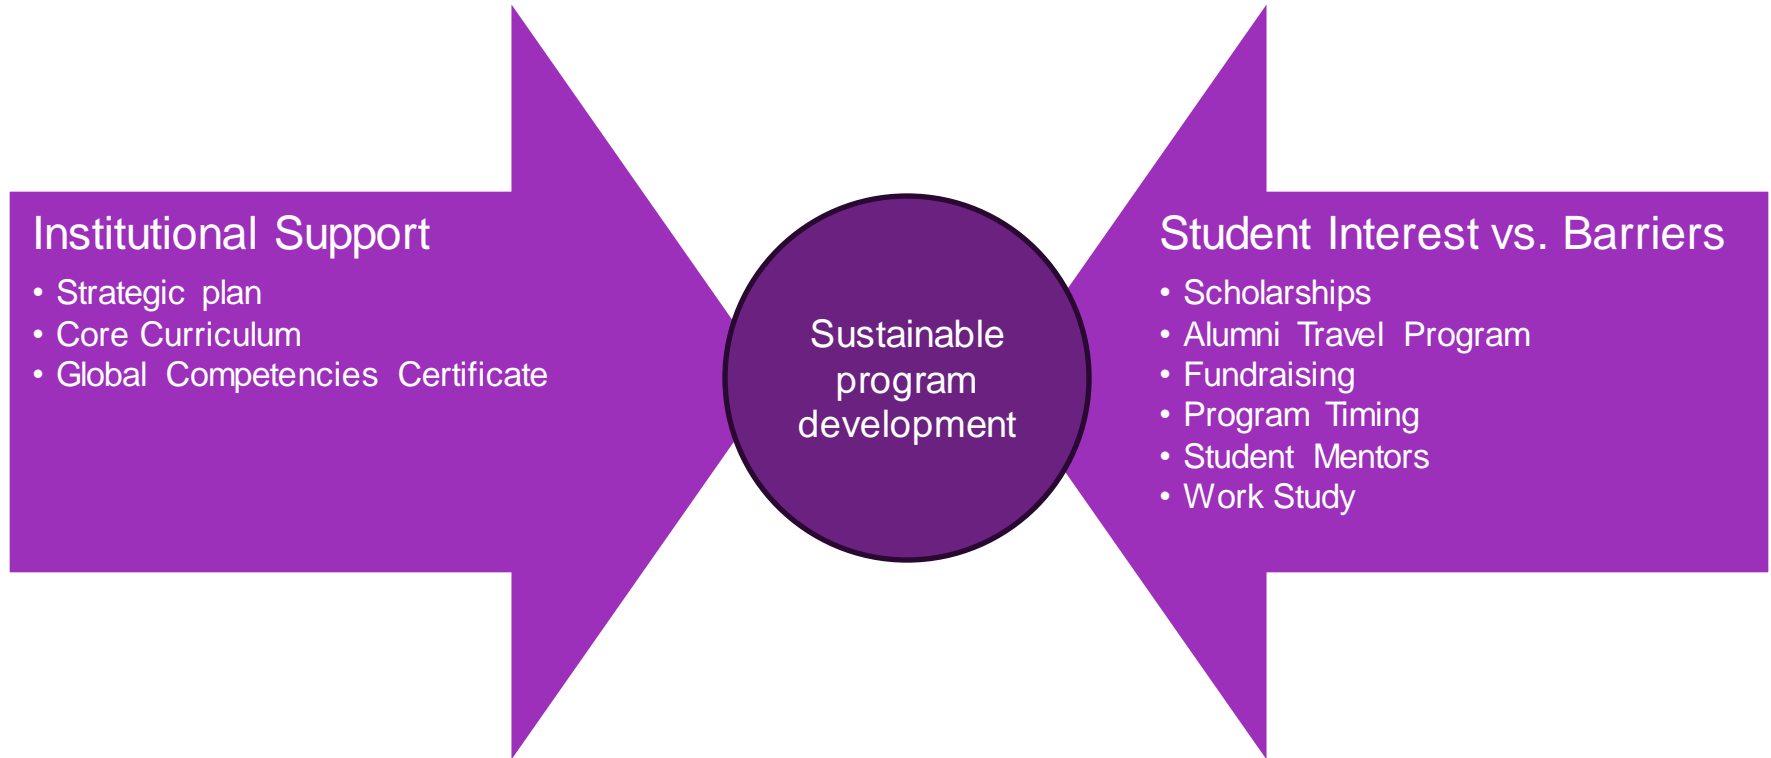 Institutional Support
• Strategic plan
• Core Curriculum
• Global Competencies Certificate
Sustainable
program
development
Student Interest vs. Barriers
• Scholarships
• Alumni Travel Program
• Fundraising
• Program Timing
• Student Mentors
• Work Study